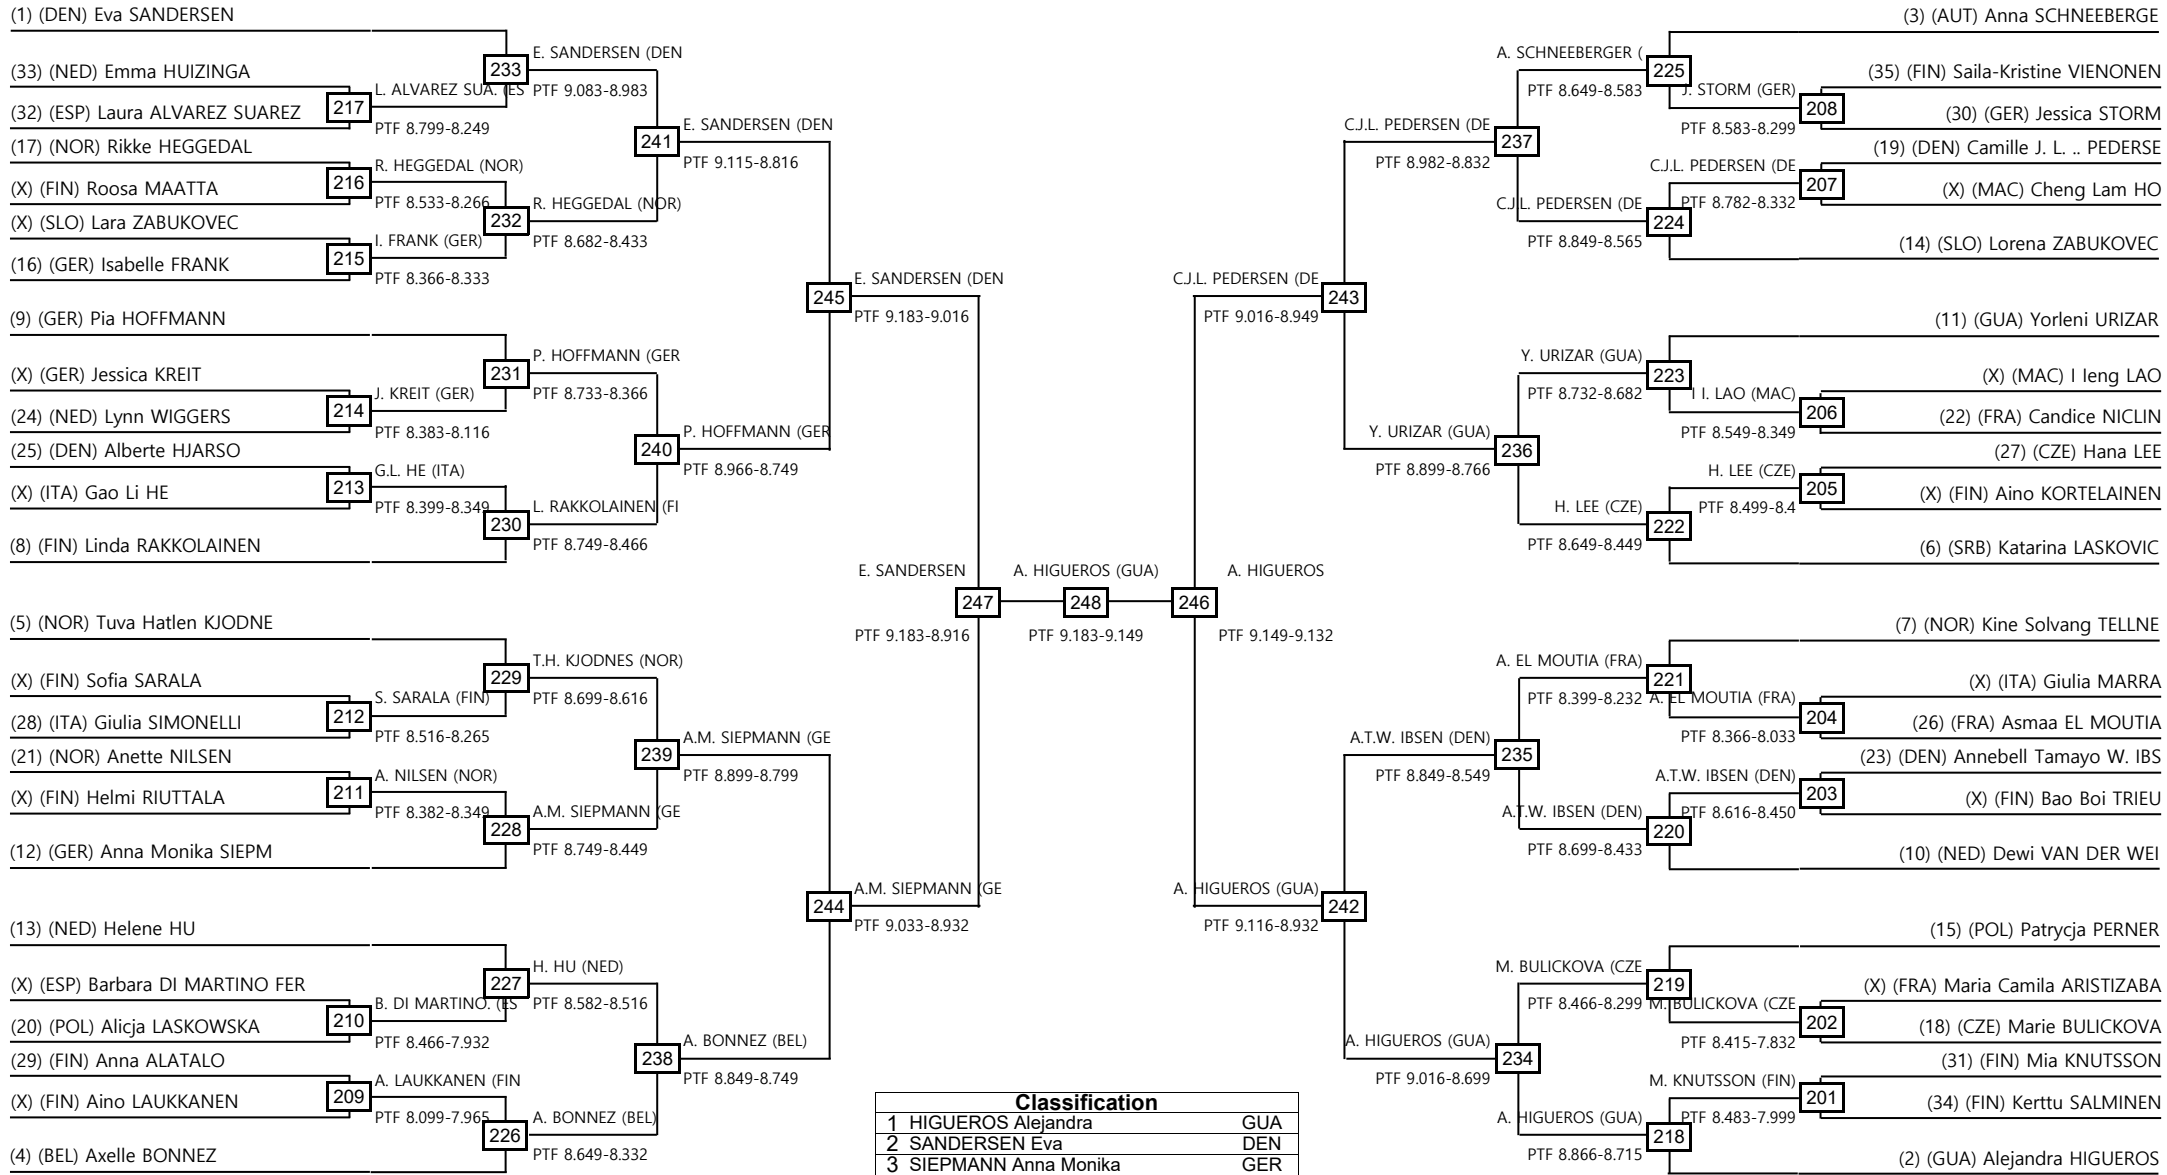 (1) (DEN) Eva SANDERSEN
(33) (NED) Emma HUIZINGA
(32) (ESP) Laura ALVAREZ SUAREZ
(17) (NOR) Rikke HEGGEDAL
(X) (FIN) Roosa MAATTA
(X) (SLO) Lara ZABUKOVEC
(16) (GER) Isabelle FRANK
(9) (GER) Pia HOFFMANN
(X) (GER) Jessica KREIT
(24) (NED) Lynn WIGGERS
(25) (DEN) Alberte HJARSO
(X) (ITA) Gao Li HE
(8) (FIN) Linda RAKKOLAINEN
(5) (NOR) Tuva Hatlen KJODNE
(X) (FIN) Sofia SARALA
(28) (ITA) Giulia SIMONELLI
(21) (NOR) Anette NILSEN
(X) (FIN) Helmi RIUTTALA
(12) (GER) Anna Monika SIEPM
(13) (NED) Helene HU
(X) (ESP) Barbara DI MARTINO FER
(20) (POL) Alicja LASKOWSKA
(29) (FIN) Anna ALATALO
(X) (FIN) Aino LAUKKANEN
(4) (BEL) Axelle BONNEZ
217
L. ALVAREZ SUA. (ES
PTF 8.799-8.249
216
R. HEGGEDAL (NOR)
PTF 8.533-8.266
215
I. FRANK (GER)
PTF 8.366-8.333
214
J. KREIT (GER)
PTF 8.383-8.116
213
G.L. HE (ITA)
PTF 8.399-8.349
212
S. SARALA (FIN)
PTF 8.516-8.265
211
A. NILSEN (NOR)
PTF 8.382-8.349
210
B. DI MARTINO. (ES
PTF 8.466-7.932
209
A. LAUKKANEN (FIN
PTF 8.099-7.965
233
E. SANDERSEN (DEN
PTF 9.083-8.983
232
R. HEGGEDAL (NOR)
PTF 8.682-8.433
231
P. HOFFMANN (GER
PTF 8.733-8.366
230
L. RAKKOLAINEN (FI
PTF 8.749-8.466
229
T.H. KJODNES (NOR)
PTF 8.699-8.616
228
A.M. SIEPMANN (GE
PTF 8.749-8.449
227
H. HU (NED)
PTF 8.582-8.516
226
A. BONNEZ (BEL)
PTF 8.649-8.332
241
E. SANDERSEN (DEN
PTF 9.115-8.816
240
P. HOFFMANN (GER
PTF 8.966-8.749
239
A.M. SIEPMANN (GE
PTF 8.899-8.799
238
A. BONNEZ (BEL)
PTF 8.849-8.749
245
E. SANDERSEN (DEN
PTF 9.183-9.016
244
A.M. SIEPMANN (GE
PTF 9.033-8.932
E. SANDERSEN
247
PTF 9.183-8.916
A. HIGUEROS (GUA)
248
PTF 9.183-9.149
A. HIGUEROS
246
PTF 9.149-9.132
C.J.L. PEDERSEN (DE
243
PTF 9.016-8.949
A. HIGUEROS (GUA)
242
PTF 9.116-8.932
C.J.L. PEDERSEN (DE
237
PTF 8.982-8.832
Y. URIZAR (GUA)
236
PTF 8.899-8.766
A.T.W. IBSEN (DEN)
235
PTF 8.849-8.549
A. HIGUEROS (GUA)
234
PTF 9.016-8.699
A. SCHNEEBERGER (
225
PTF 8.649-8.583
C.J.L. PEDERSEN (DE
224
PTF 8.849-8.565
Y. URIZAR (GUA)
223
PTF 8.732-8.682
H. LEE (CZE)
222
PTF 8.649-8.449
A. EL MOUTIA (FRA)
221
PTF 8.399-8.232
A.T.W. IBSEN (DEN)
220
PTF 8.699-8.433
M. BULICKOVA (CZE
219
PTF 8.466-8.299
A. HIGUEROS (GUA)
218
PTF 8.866-8.715
J. STORM (GER)
208
PTF 8.583-8.299
C.J.L. PEDERSEN (DE
207
PTF 8.782-8.332
I I. LAO (MAC)
206
PTF 8.549-8.349
H. LEE (CZE)
205
PTF 8.499-8.4
A. EL MOUTIA (FRA)
204
PTF 8.366-8.033
A.T.W. IBSEN (DEN)
203
PTF 8.616-8.450
M. BULICKOVA (CZE
202
PTF 8.415-7.832
M. KNUTSSON (FIN)
201
PTF 8.483-7.999
(3) (AUT) Anna SCHNEEBERGE
(35) (FIN) Saila-Kristine VIENONEN
(30) (GER) Jessica STORM
(19) (DEN) Camille J. L. .. PEDERSE
(X) (MAC) Cheng Lam HO
(14) (SLO) Lorena ZABUKOVEC
(11) (GUA) Yorleni URIZAR
(X) (MAC) I Ieng LAO
(22) (FRA) Candice NICLIN
(27) (CZE) Hana LEE
(X) (FIN) Aino KORTELAINEN
(6) (SRB) Katarina LASKOVIC
(7) (NOR) Kine Solvang TELLNE
(X) (ITA) Giulia MARRA
(26) (FRA) Asmaa EL MOUTIA
(23) (DEN) Annebell Tamayo W. IBS
(X) (FIN) Bao Boi TRIEU
(10) (NED) Dewi VAN DER WEI
(15) (POL) Patrycja PERNER
(X) (FRA) Maria Camila ARISTIZABA
(18) (CZE) Marie BULICKOVA
(31) (FIN) Mia KNUTSSON
(34) (FIN) Kerttu SALMINEN
(2) (GUA) Alejandra HIGUEROS
Classification
1 HIGUEROS Alejandra GUA
2 SANDERSEN Eva DEN
3 SIEPMANN Anna Monika GER